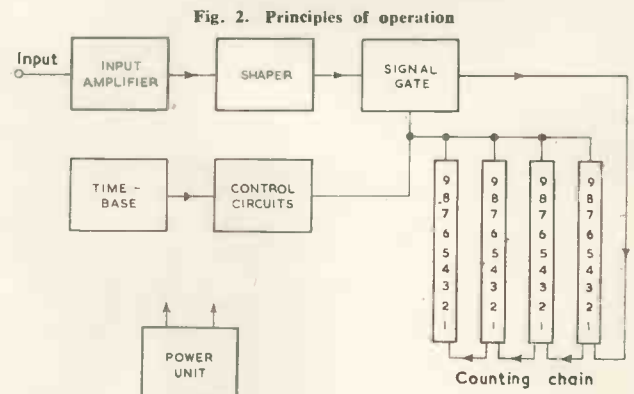 Fig. 2. Principles of operation
Input
INPUT
AMPLIFIER
SHAPER
SIGNAL
GATE
TIME -
BASE
CONTROL
CIRCUITS
9 9 9 9
8 8 8 8
7 7 7 7
6 6 6 6
5 5 5 5
4 4 4 4
3 3 3 3
2 2 2 2
1 1 1 1
POWER
UNIT
Counting chain